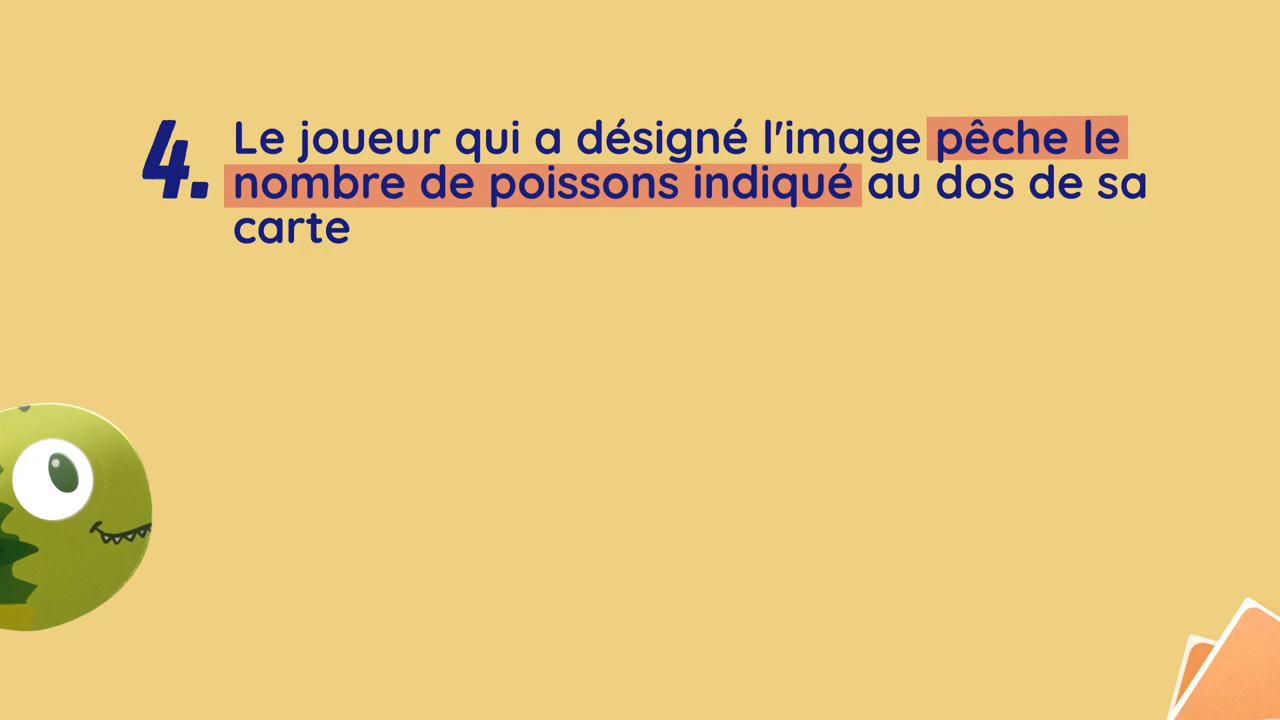 4. Le joueur qui a désigné l'image pêche le
nombre de poissons indiqué au dos de sa
carte